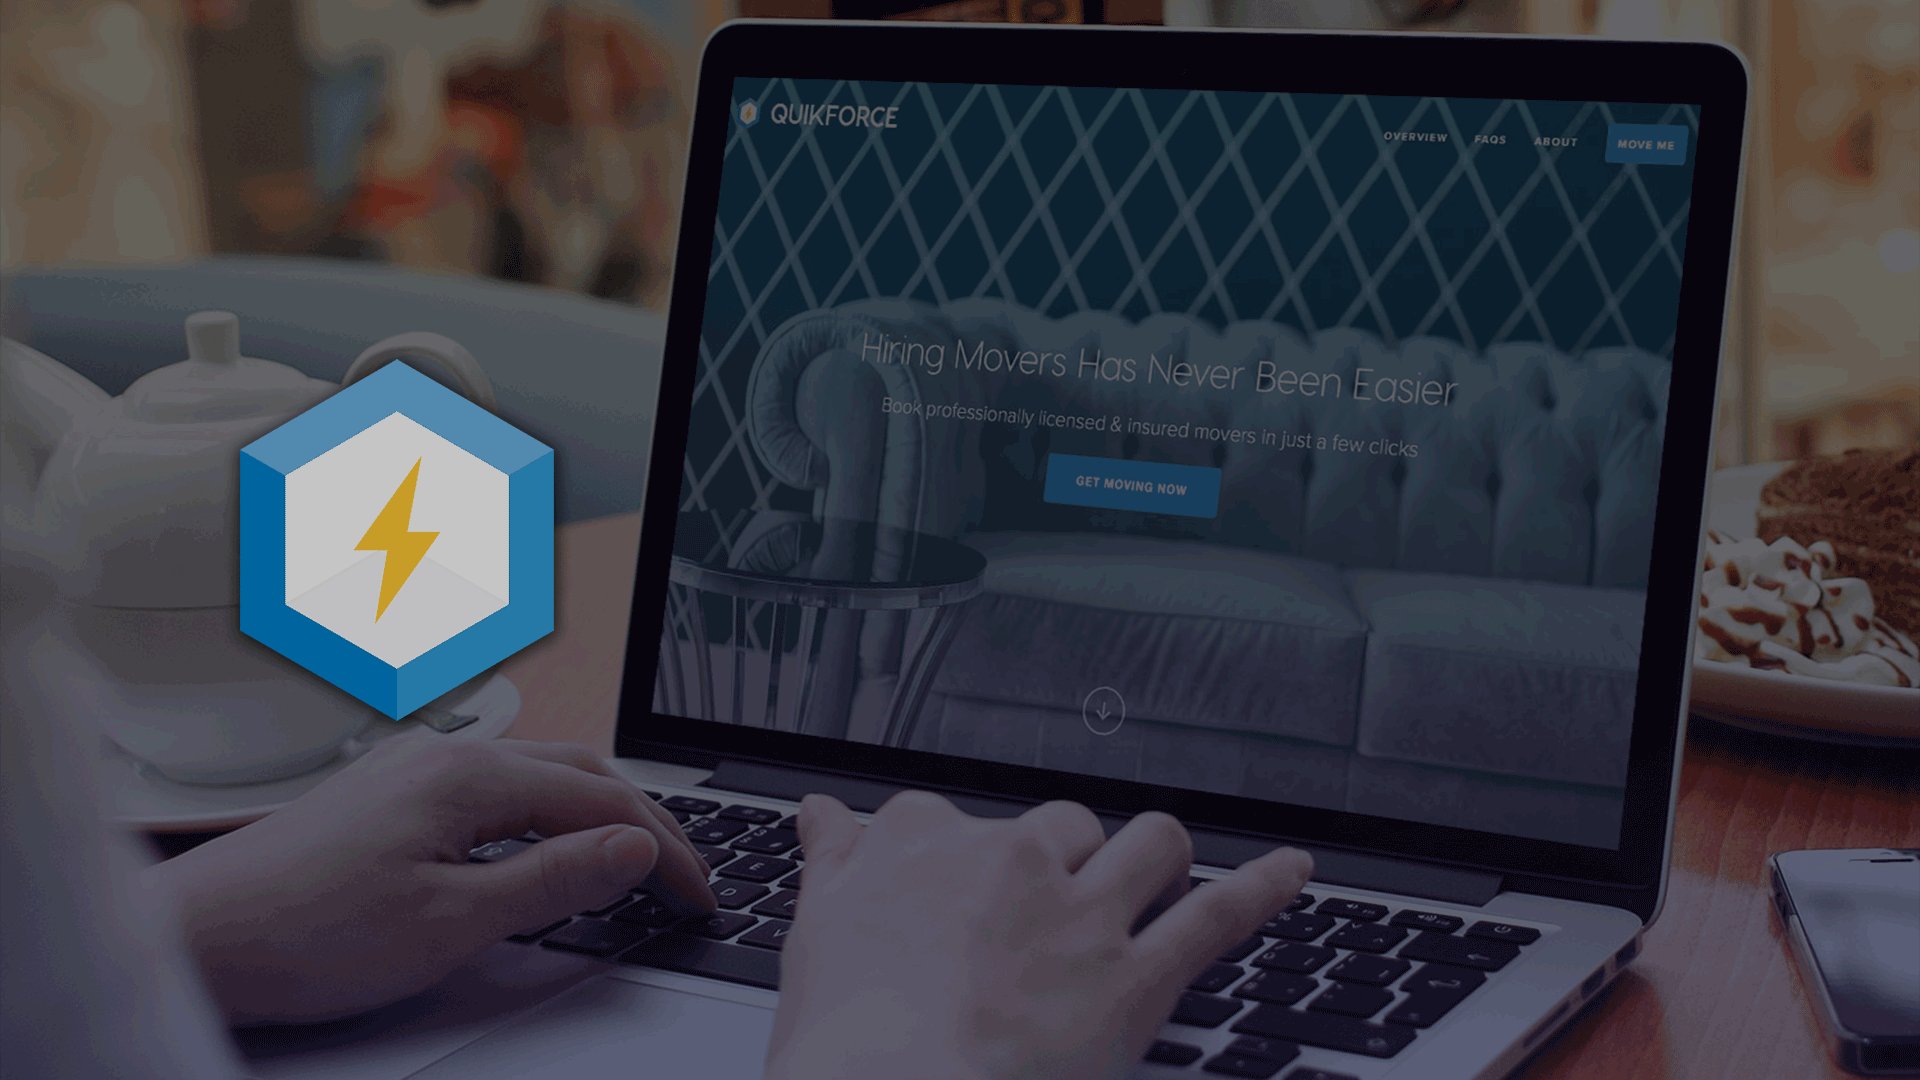 QUIKFORCE
OVERVIEW FAQS ABOUT MOVE ME
Hiring Movers Has Never Been Easier
Book professionally licensed & insured movers in just a few clicks
GET MOVING NOW
E
D
X
V